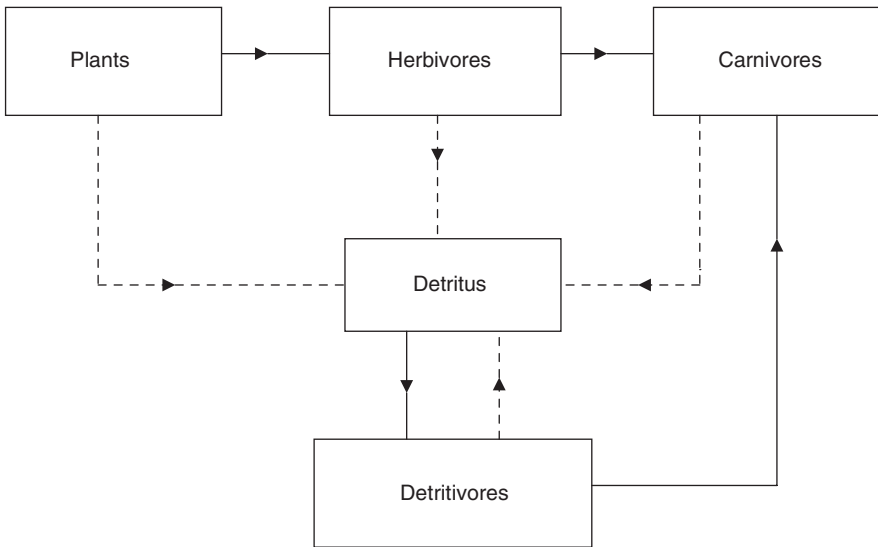 Plants
Herbivores
Carnivores
Detritus
Detritivores